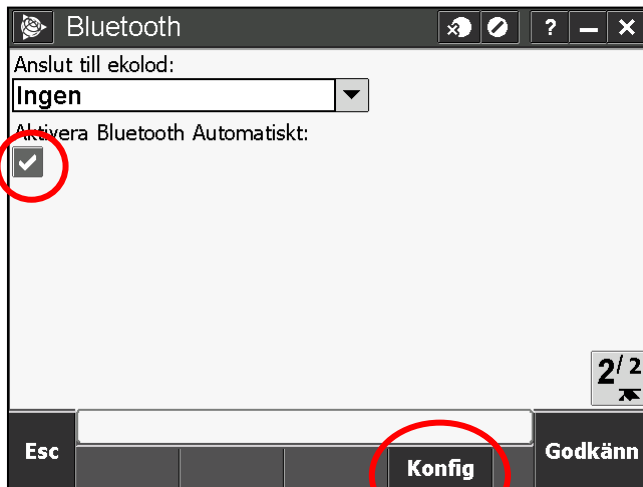 Bluetooth
?
Anslut till ekolod:
Ingen
Aktivera Bluetooth Automatiskt:
2/2
Esc
Konfig
Godkänn